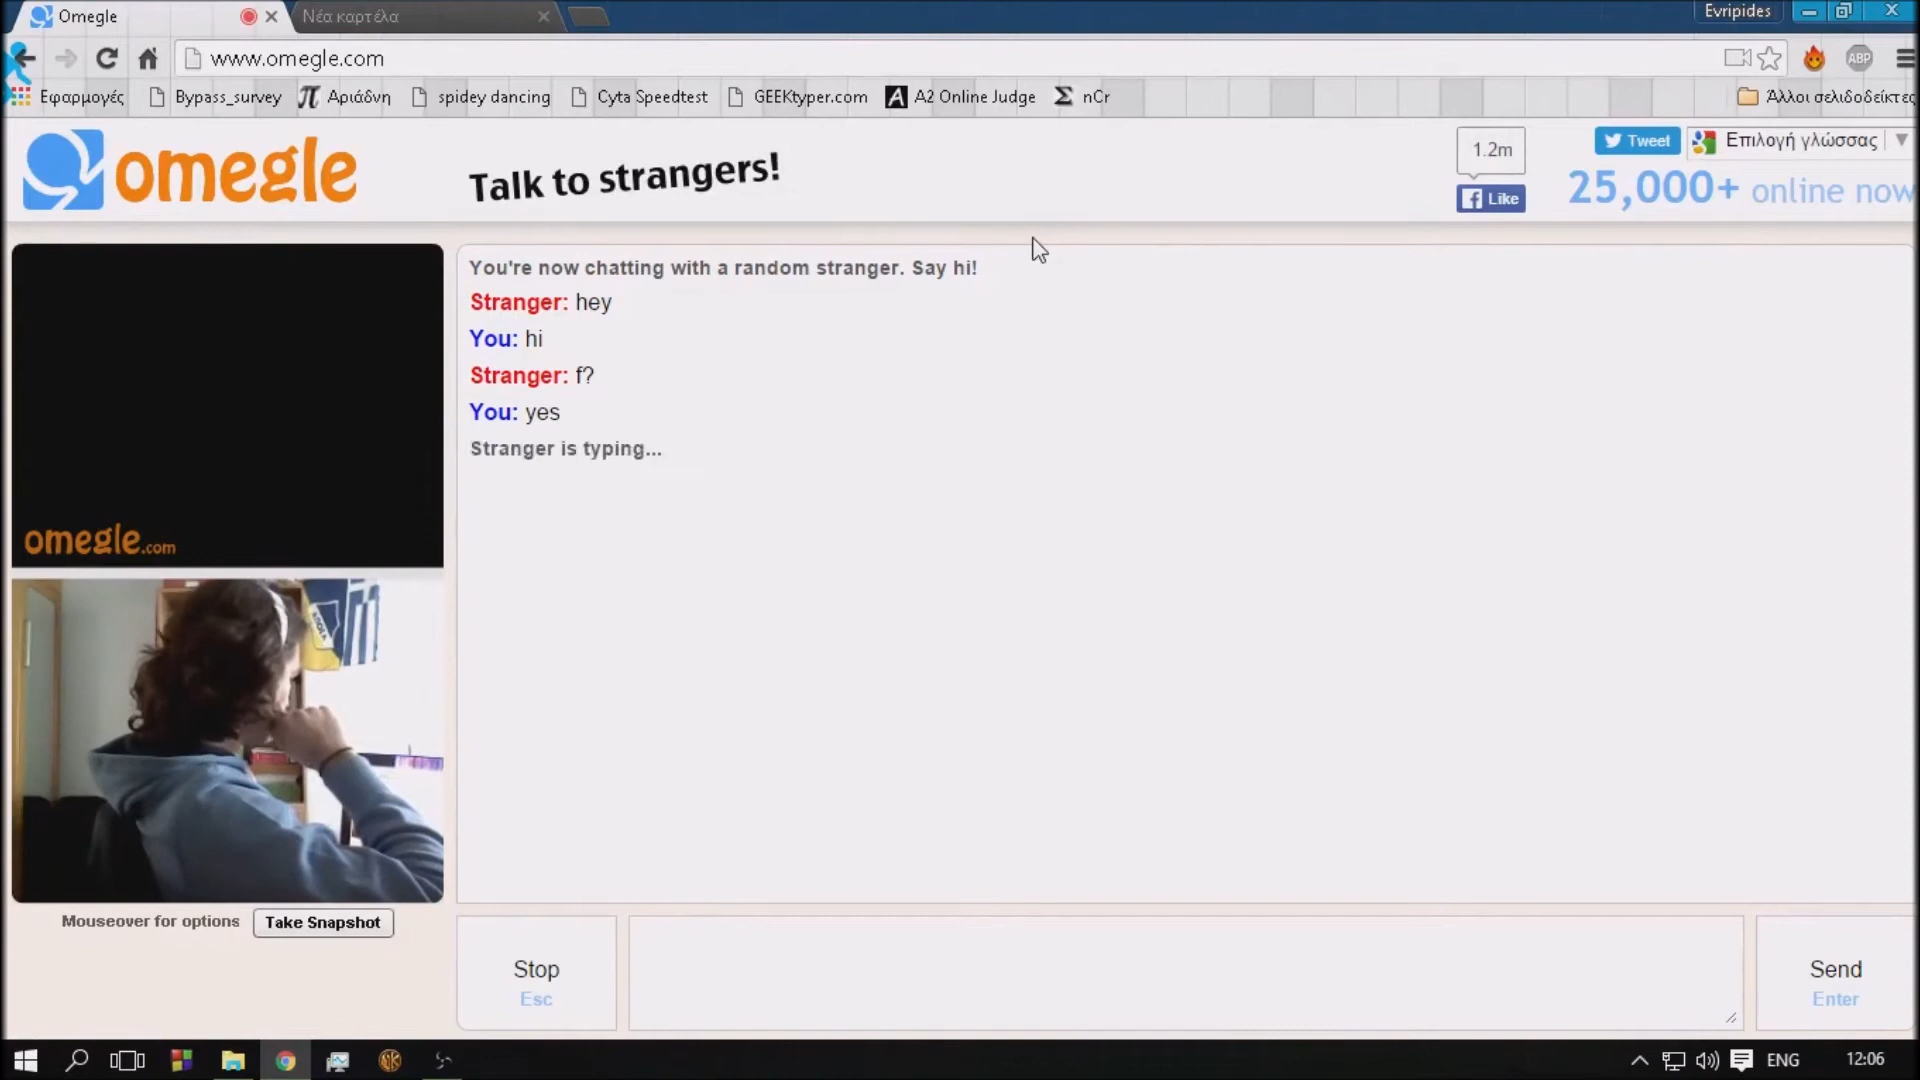 Omegle
Νέα καρτέλα
Evripides
www.omegle.com
ABP
Εφαρμογές
Bypass_survey
π Αριάδνη
spidey dancing
Cyta Speedtest
GEEKtyper.com
A A2 Online Judge
Σ nCr
Άλλοι σελιδοδείκτες
omegle
Talk to strangers!
1.2m
Like
Tweet
Επιλογή γλώσσας
25,000+ online now
You're now chatting with a random stranger. Say hi!
Stranger: hey
You: hi
Stranger: f?
You: yes
Stranger is typing...
omegle.com
Mouseover for options
Take Snapshot
Stop
Esc
Send
Enter
ENG
12:06